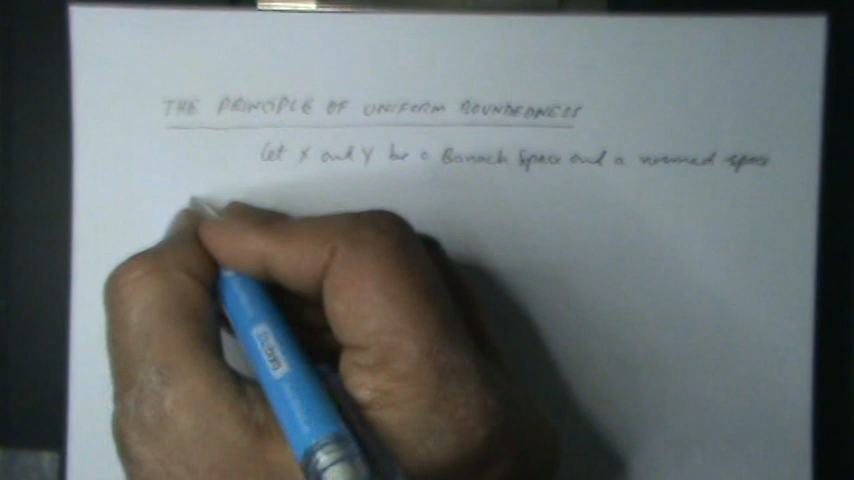 THE PRINCIPLE OF UNIFORM BOUNDEDNESS
Let X and Y be a Banach Space and a normed space